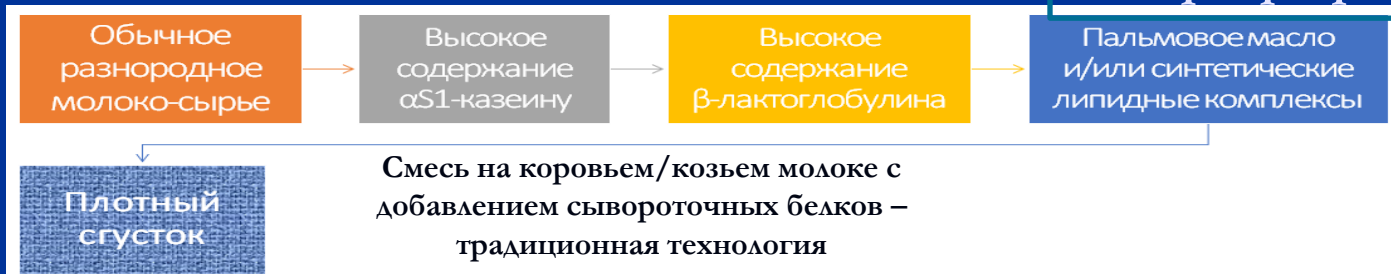 Обычное
разнородное
молоко-сырье
Высокое
содержание
αS1-казеину
Высокое
содержание
β-лактоглобулина
Пальмовое масло
и/или синтетические
липидные комплексы
Плотный
сгусток
Смесь на коровьем/козьем молоке с
добавлением сывороточных белков –
традиционная технология